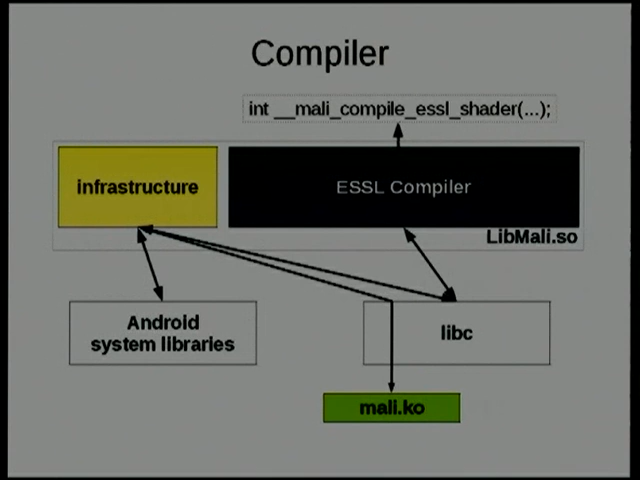 Compiler
int __mali_compile_essl_shader(...);
infrastructure
ESSL Compiler
LibMali.so
Android
system libraries
libc
mali.ko